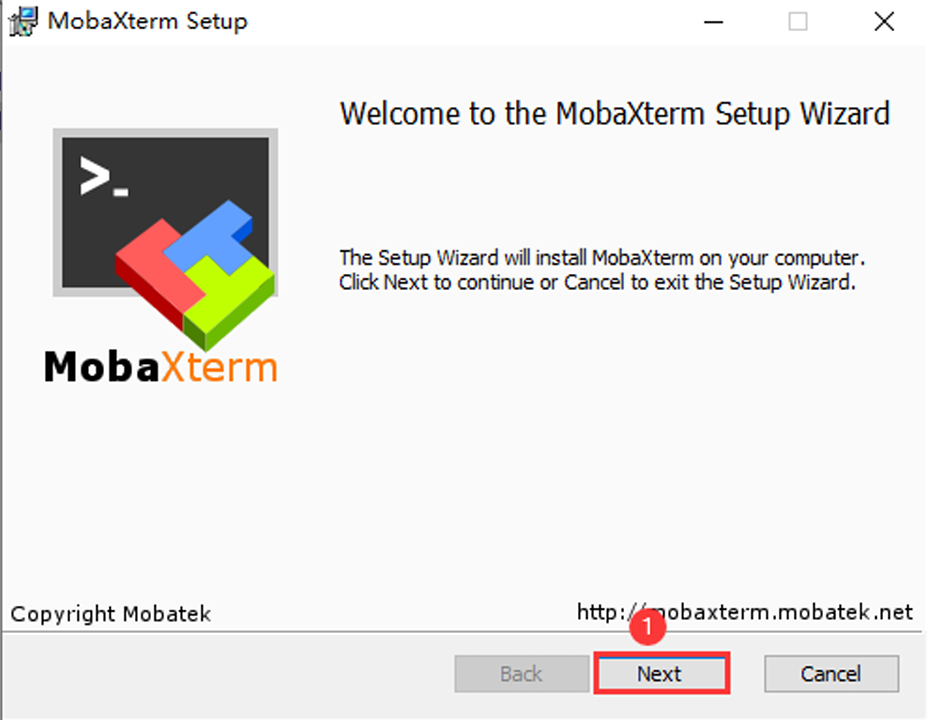 MobaXterm Setup
Welcome to the MobaXterm Setup Wizard
>_
The Setup Wizard will install MobaXterm on your computer.
Click Next to continue or Cancel to exit the Setup Wizard.
MobaXterm
Copyright Mobatek
http://mobaxterm.mobatek.net
1
Back
Next
Cancel